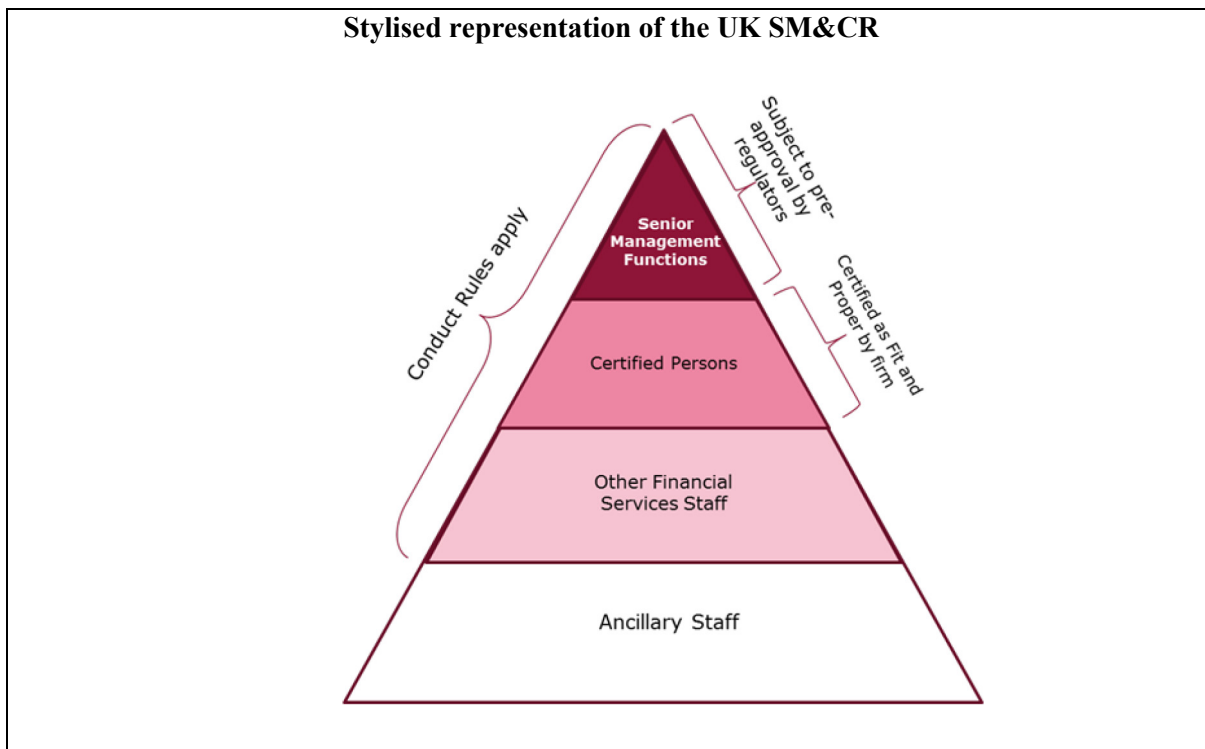 Stylised representation of the UK SM&CR
Subject to pre-
approval by
regulators
Conduct Rules apply
Senior
Management
Functions
Certified as Fit and
Proper by firm
Certified Persons
Other Financial
Services Staff
Ancillary Staff